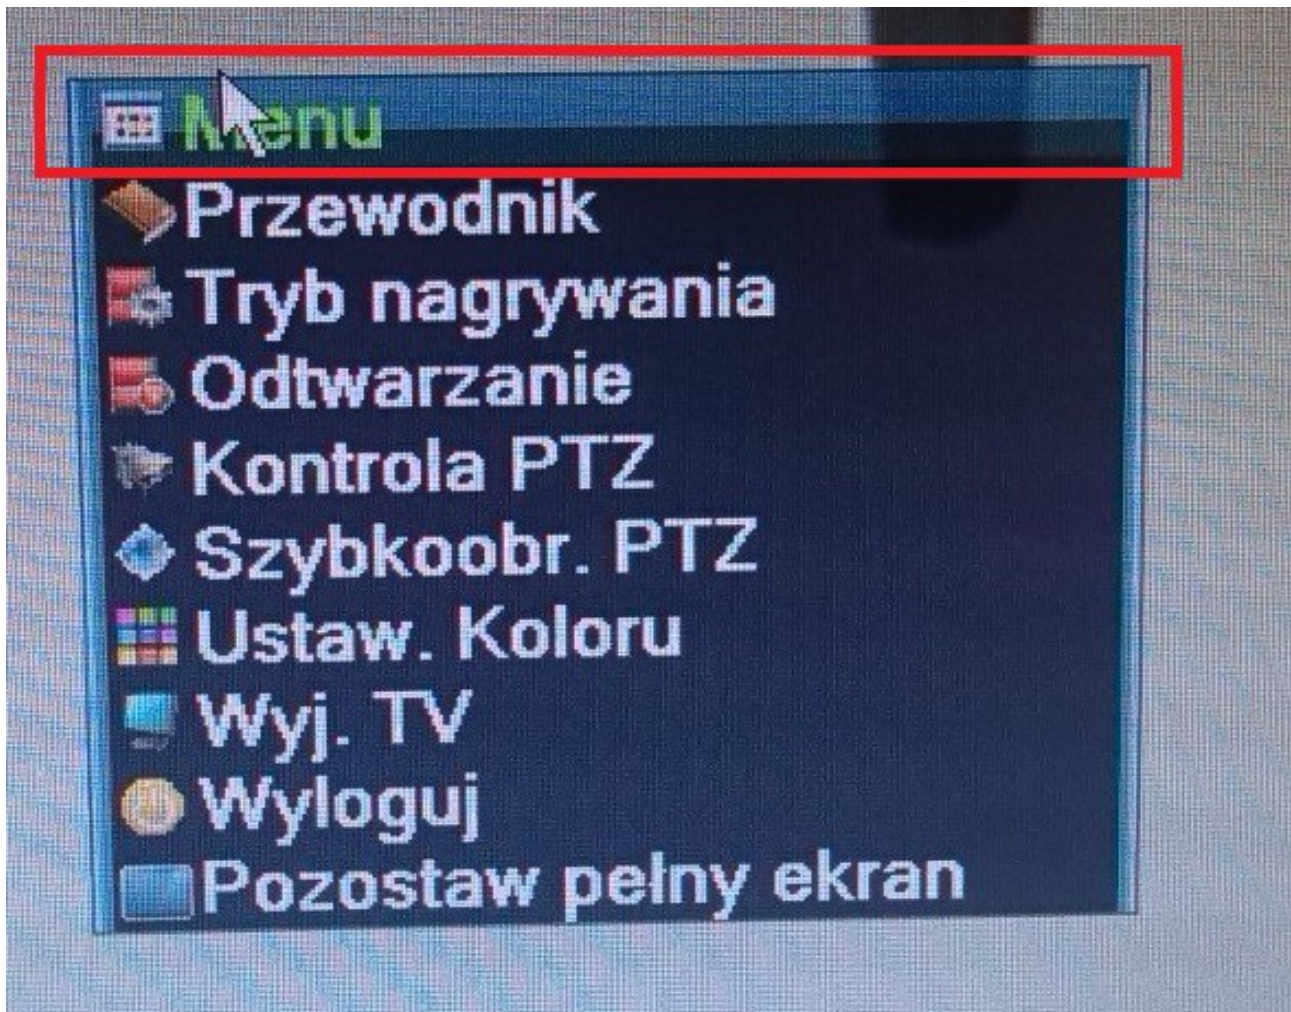 Menu
Przewodnik
Tryb nagrywania
Odtwarzanie
Kontrola PTZ
Szybkoobr. PTZ
Ustaw. Koloru
Wyj. TV
Wyloguj
Pozostaw pełny ekran